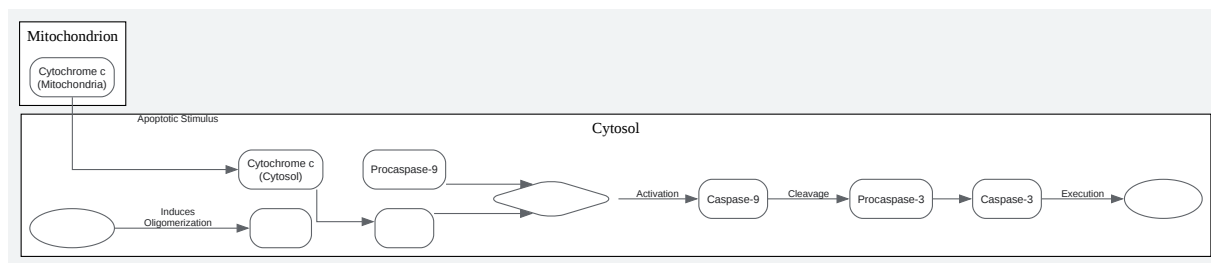 Mitochondrion
Cytochrome c
(Mitochondria)
Apoptotic Stimulus
Cytosol
Cytochrome c
(Cytosol)
Procaspase-9
Activation
Caspase-9
Cleavage
Procaspase-3
Caspase-3
Execution
Induces
Oligomerization